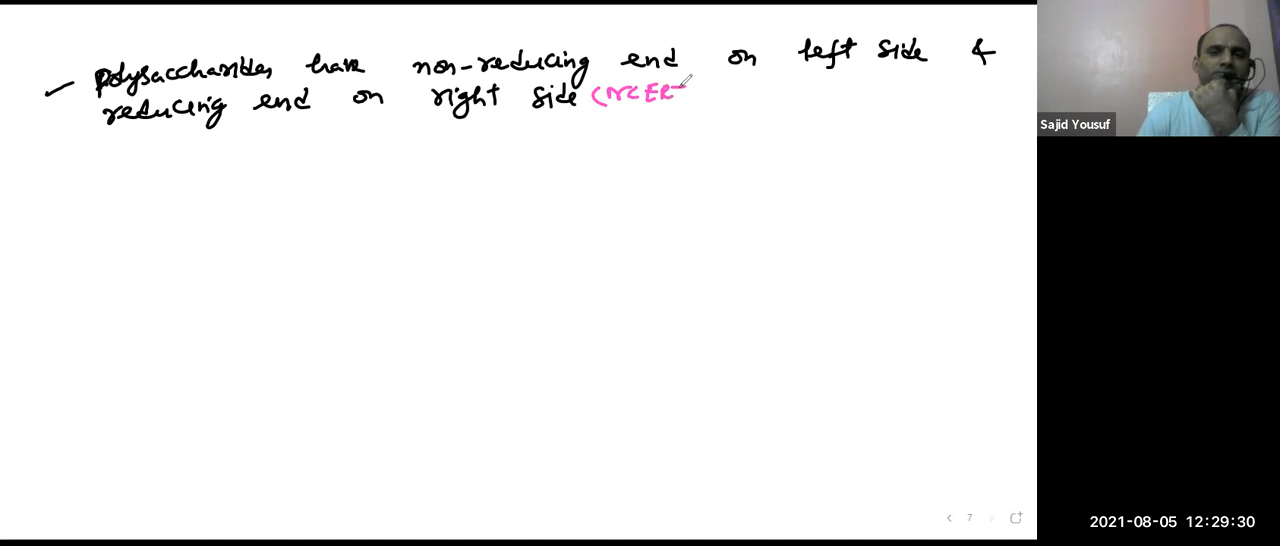 Polysaccharides have non-reducing end on left side &
reducing end on right side (NCERT
Sajid Yousuf
7
2021-08-05 12:29:30